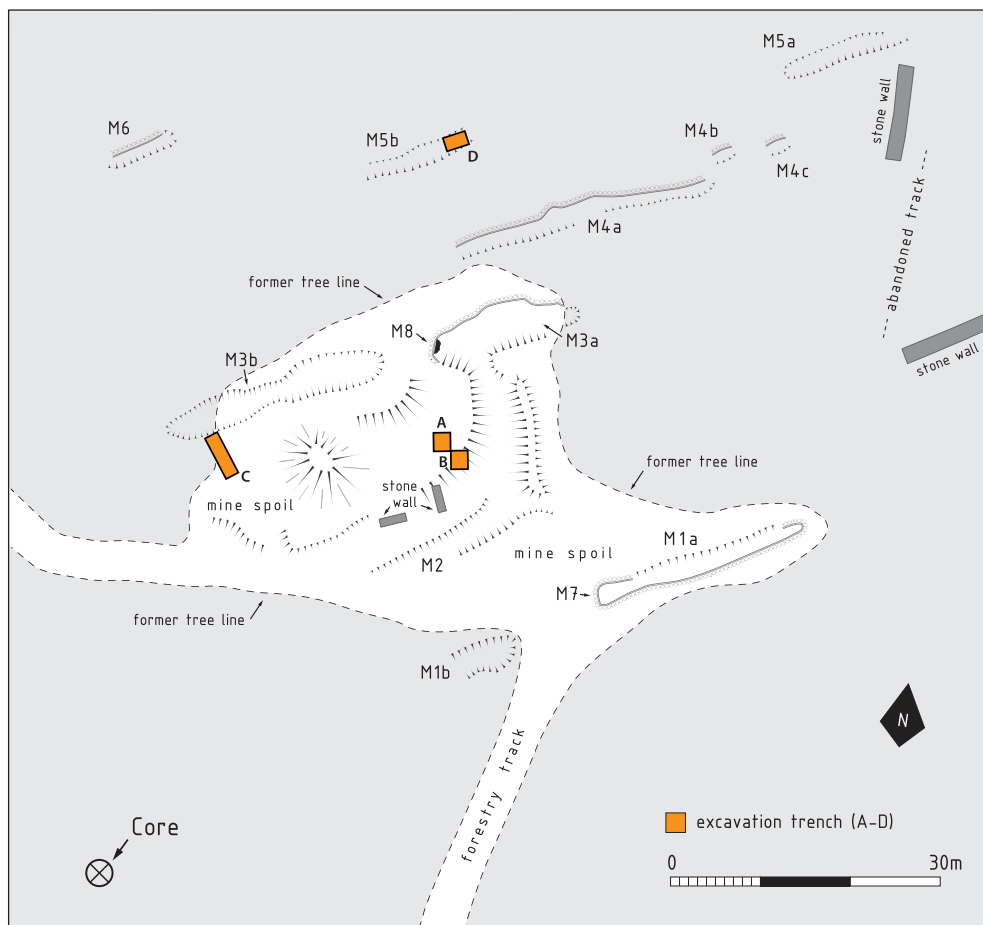 M5a
stone wall
M6
M5b
D
M4b
M4c
M4a
abandoned track
former tree line
M8
M3a
stone wall
M3b
A
B
C
former tree line
stone
wall
mine spoil
M1a
M2
mine spoil
M7
former tree line
M1b
N
forestry track
Core
excavation trench (A-D)
0
30m